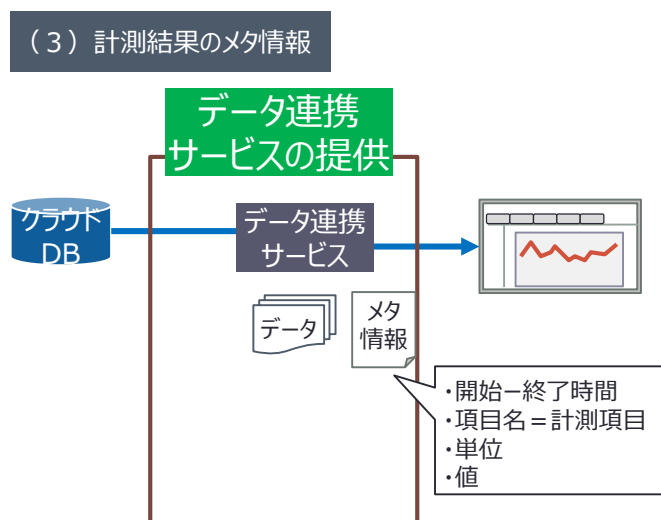 （３）計測結果のメタ情報
データ連携
サービスの提供
クラウド
DB
データ連携
サービス
データ
メタ
情報
・開始－終了時間
・項目名＝計測項目
・単位
・値